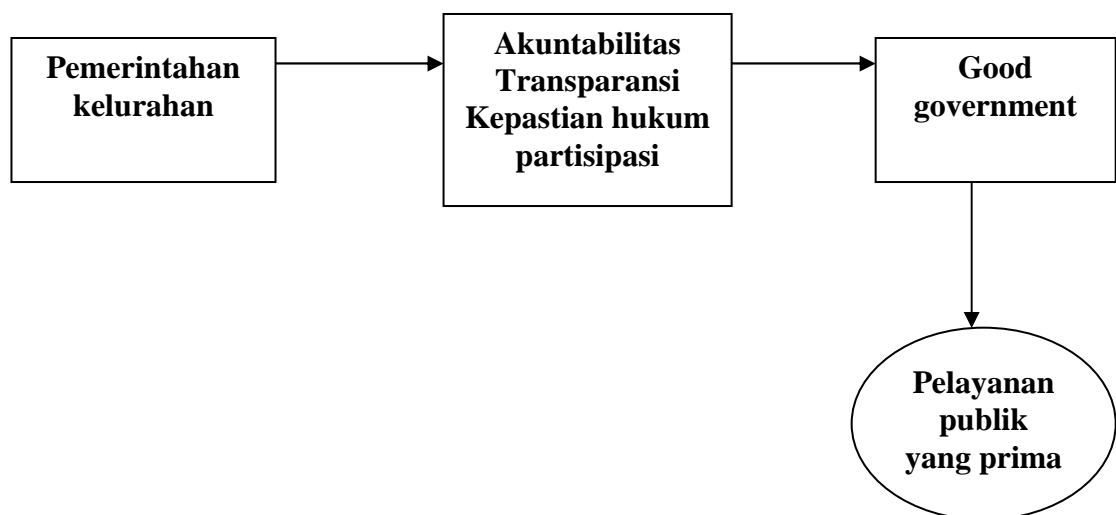 Pemerintahan
kelurahan
Akuntabilitas
Transparansi
Kepastian hukum
partisipasi
Good
government
Pelayanan
publik
yang prima